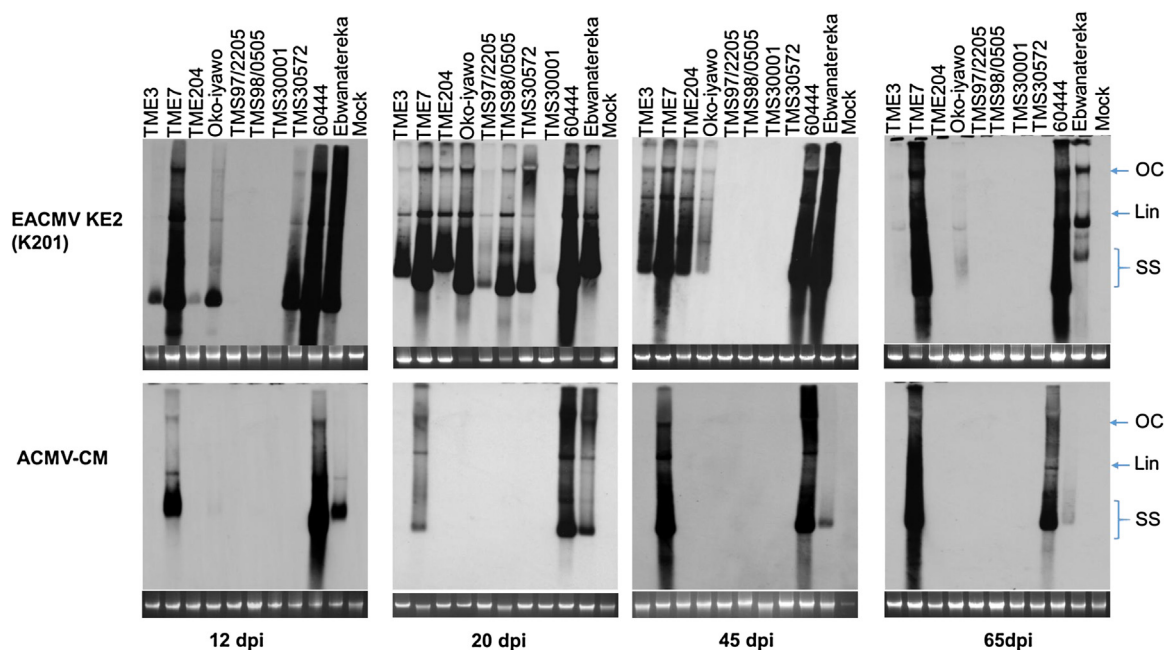 TME3 TME7 TME204 Oko-iyawo TMS97/2205 TMS98/0505 TMS30001 TMS30572 60444 Ebwanatereka Mock
TME3 TME7 TME204 Oko-iyawo TMS97/2205 TMS98/0505 TMS30572 TMS30001 60444 Ebwanatereka Mock
TME3 TME7 TME204 Oko-iyawo TMS97/2205 TMS98/0505 TMS30001 TMS30572 60444 Ebwanatereka Mock
TME3 TME7 TME204 Oko-iyawo TMS97/2205 TMS98/0505 TMS30001 TMS30572 60444 Ebwanatereka Mock
EACMV KE2
(K201)
OC
Lin
SS
ACMV-CM
OC
Lin
SS
12 dpi
20 dpi
45 dpi
65dpi